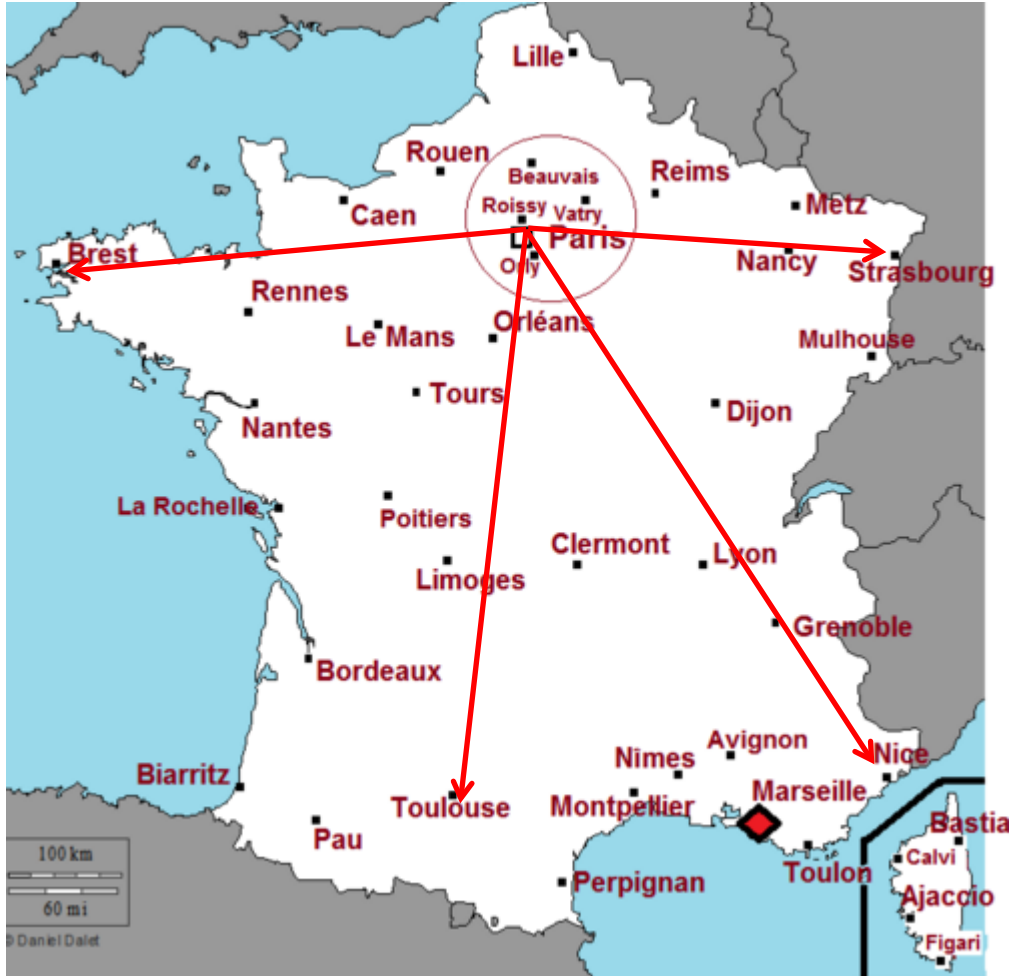 Lille
Rouen
Beauvais
Reims
Roissy
Vatry
Caen
Metz
Paris
Brest
Orly
Nancy
Strasbourg
Rennes
Le Mans
Orléans
Mulhouse
Tours
Dijon
Nantes
La Rochelle
Poitiers
Clermont
Lyon
Limoges
Grenoble
Bordeaux
Avignon
Nice
Nîmes
Biarritz
Toulouse
Montpellier
Marseille
Pau
Bastia
Toulon
Calvi
Perpignan
Ajaccio
Figari
100 km
60 mi
© Daniel Dalet